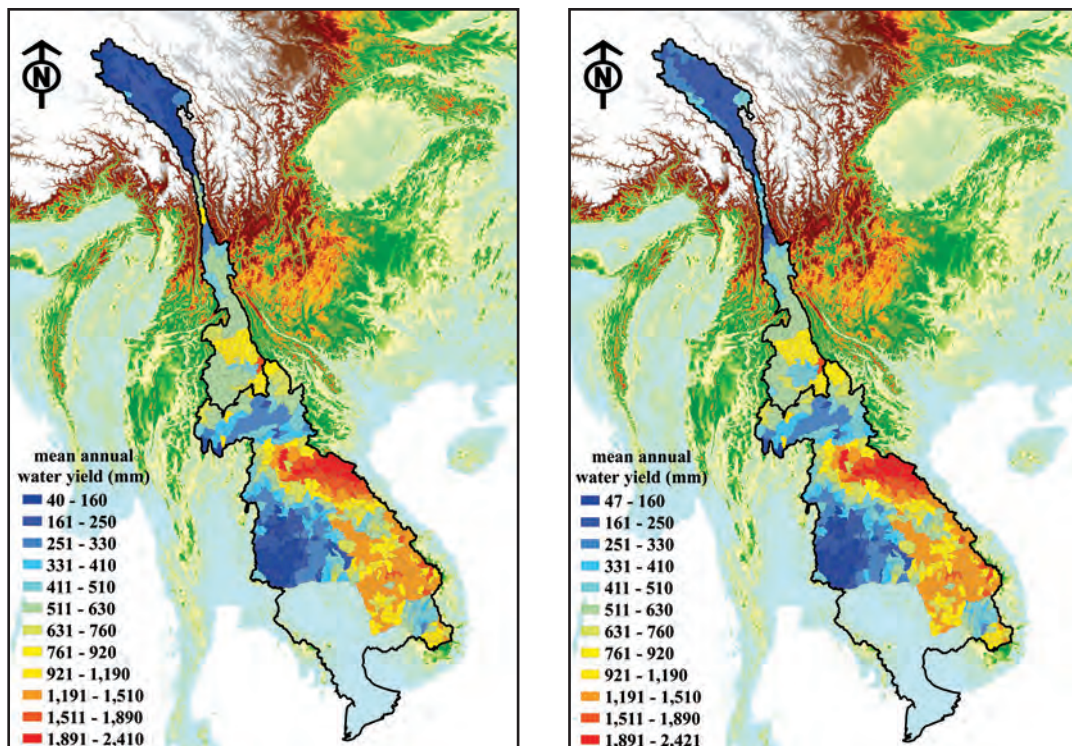 N
mean annual
water yield (mm)
40 - 160
161 - 250
251 - 330
331 - 410
411 - 510
511 - 630
631 - 760
761 - 920
921 - 1,190
1,191 - 1,510
1,511 - 1,890
1,891 - 2,410
N
mean annual
water yield (mm)
47 - 160
161 - 250
251 - 330
331 - 410
411 - 510
511 - 630
631 - 760
761 - 920
921 - 1,190
1,191 - 1,510
1,511 - 1,890
1,891 - 2,421